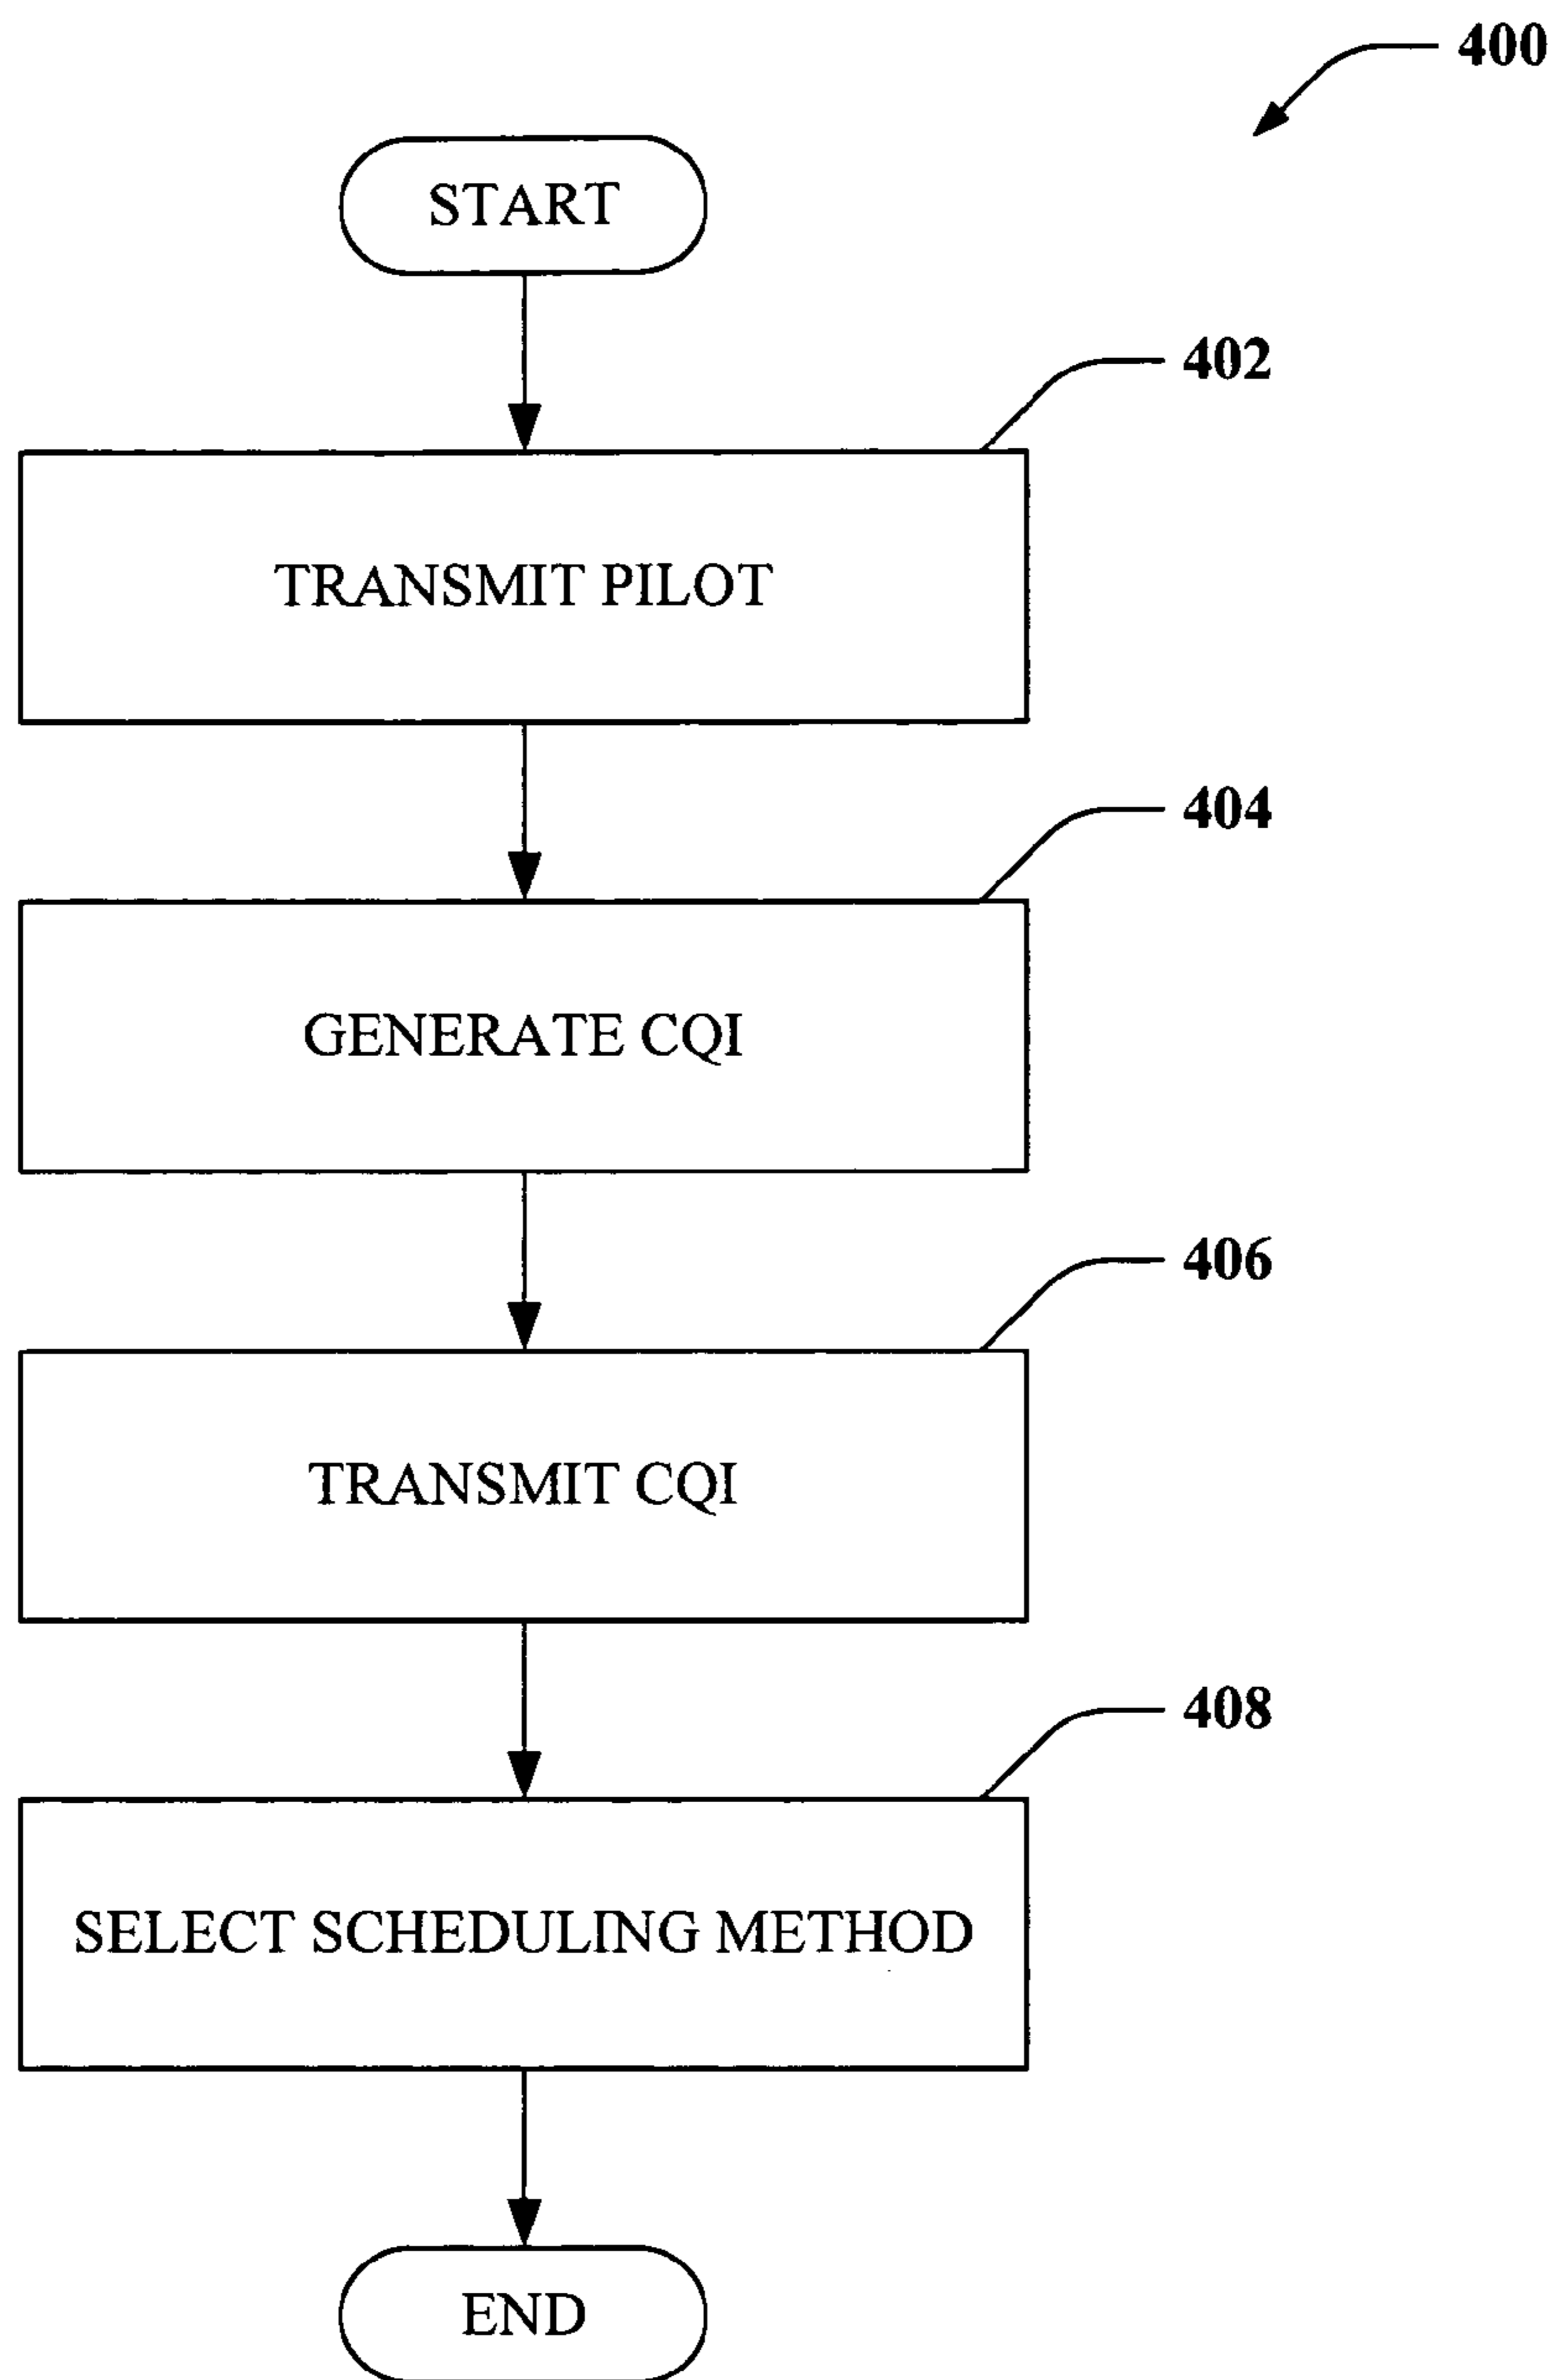 400
START
402
TRANSMIT PILOT
404
GENERATE CQI
406
TRANSMIT CQI
408
SELECT SCHEDULING METHOD
END